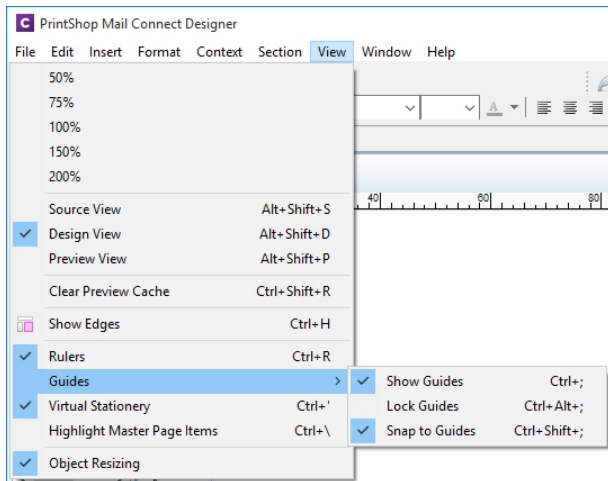 C PrintShop Mail Connect Designer
File Edit Insert Format Context Section View Window Help
50%
75%
100%
150%
200%
Source View Alt+Shift+S
Design View Alt+Shift+D
Preview View Alt+Shift+P
Clear Preview Cache Ctrl+Shift+R
Show Edges Ctrl+H
Rulers Ctrl+R
Guides
Virtual Stationery Ctrl+'
Highlight Master Page Items Ctrl+\
Object Resizing
Show Guides Ctrl+;
Lock Guides Ctrl+Alt+;
Snap to Guides Ctrl+Shift+;
A
40 60 80